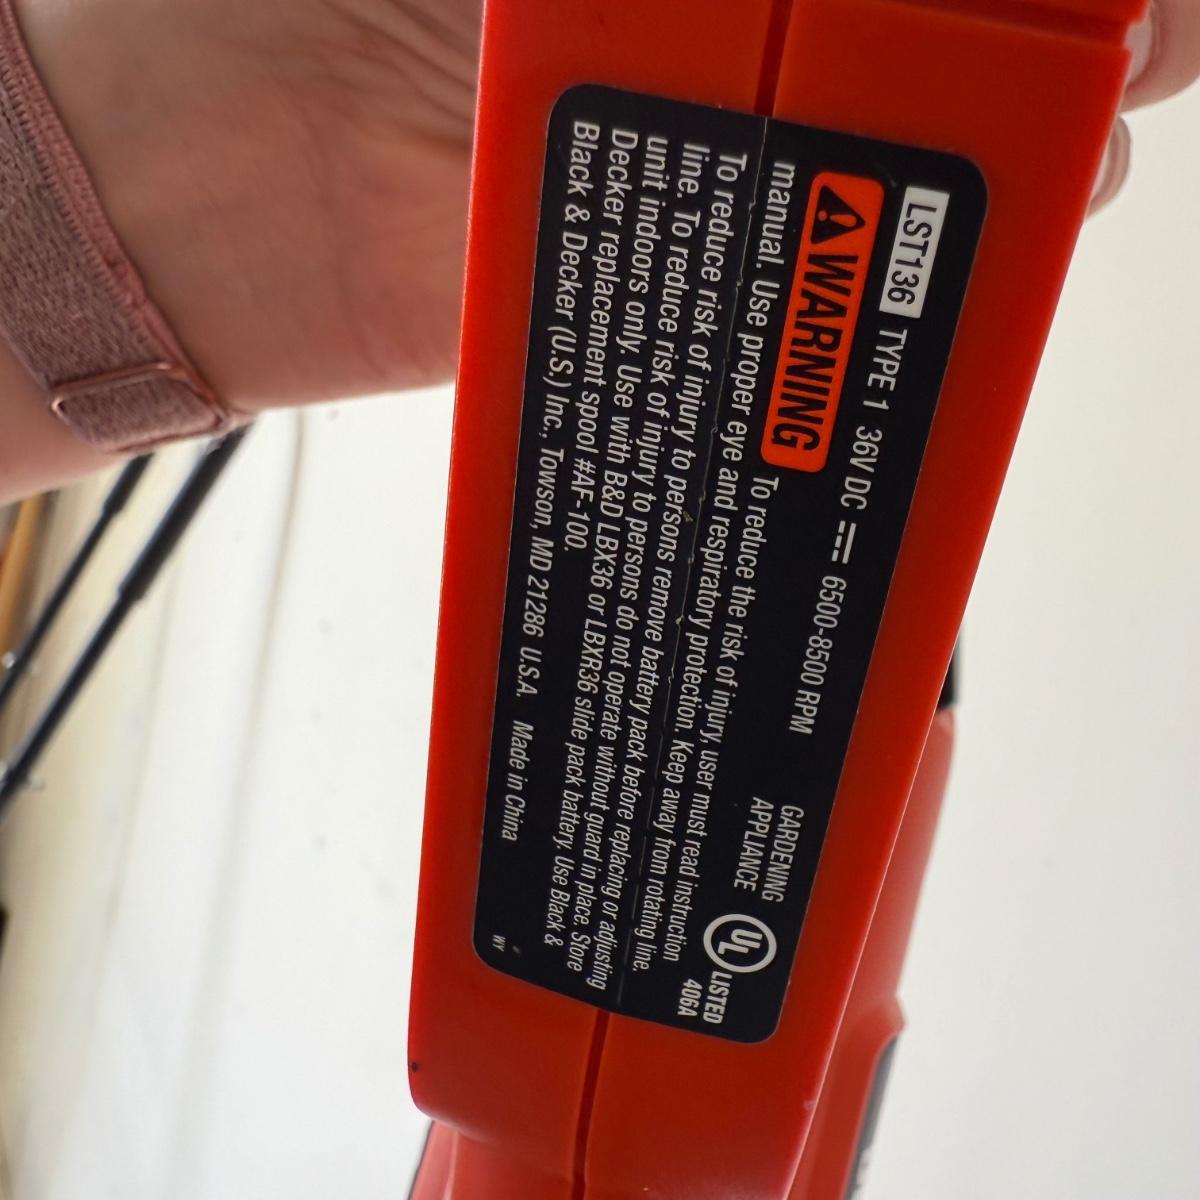 LST136 TYPE 1 36V DC 6500-8500 RPM GARDENING APPLIANCE UL LISTED 406A
WARNING To reduce the risk of injury, user must read instruction
manual. Use proper eye and respiratory protection. Keep away from rotating line.
To reduce risk of injury to persons remove battery pack before replacing or adjusting
line. To reduce risk of injury to persons do not operate without guard in place. Store
unit indoors only. Use with B&D LBX36 or LBXR36 slide pack battery. Use Black &
Decker replacement spool #AF-100.
Black & Decker (U.S.) Inc., Towson, MD 21286 U.S.A. Made in China
WY